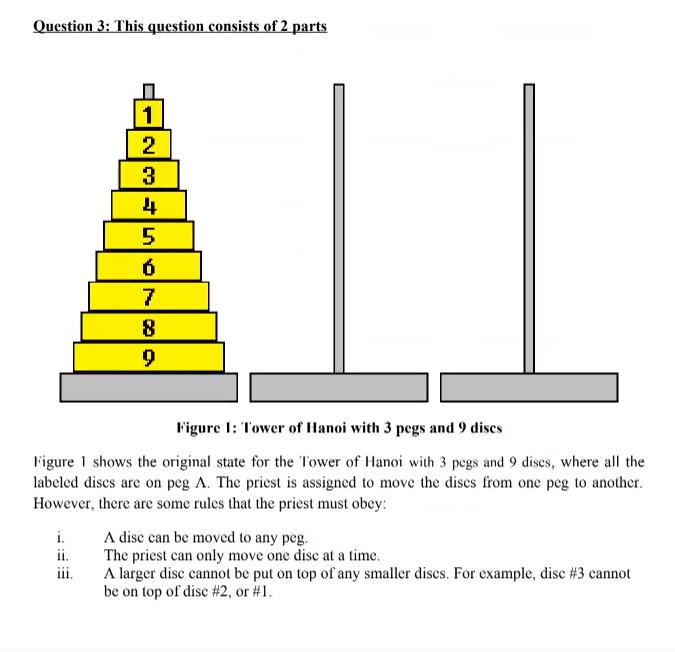 Question 3: This question consists of 2 parts
1
2
3
4
5
6
7
8
9
Figure 1: Tower of Hanoi with 3 pegs and 9 discs
Figure 1 shows the original state for the Tower of Hanoi with 3 pegs and 9 discs, where all the
labeled discs are on peg A. The priest is assigned to move the discs from one peg to another.
However, there are some rules that the priest must obey:
i. A disc can be moved to any peg.
ii. The priest can only move one disc at a time.
iii. A larger disc cannot be put on top of any smaller discs. For example, disc #3 cannot
be on top of disc #2, or #1.